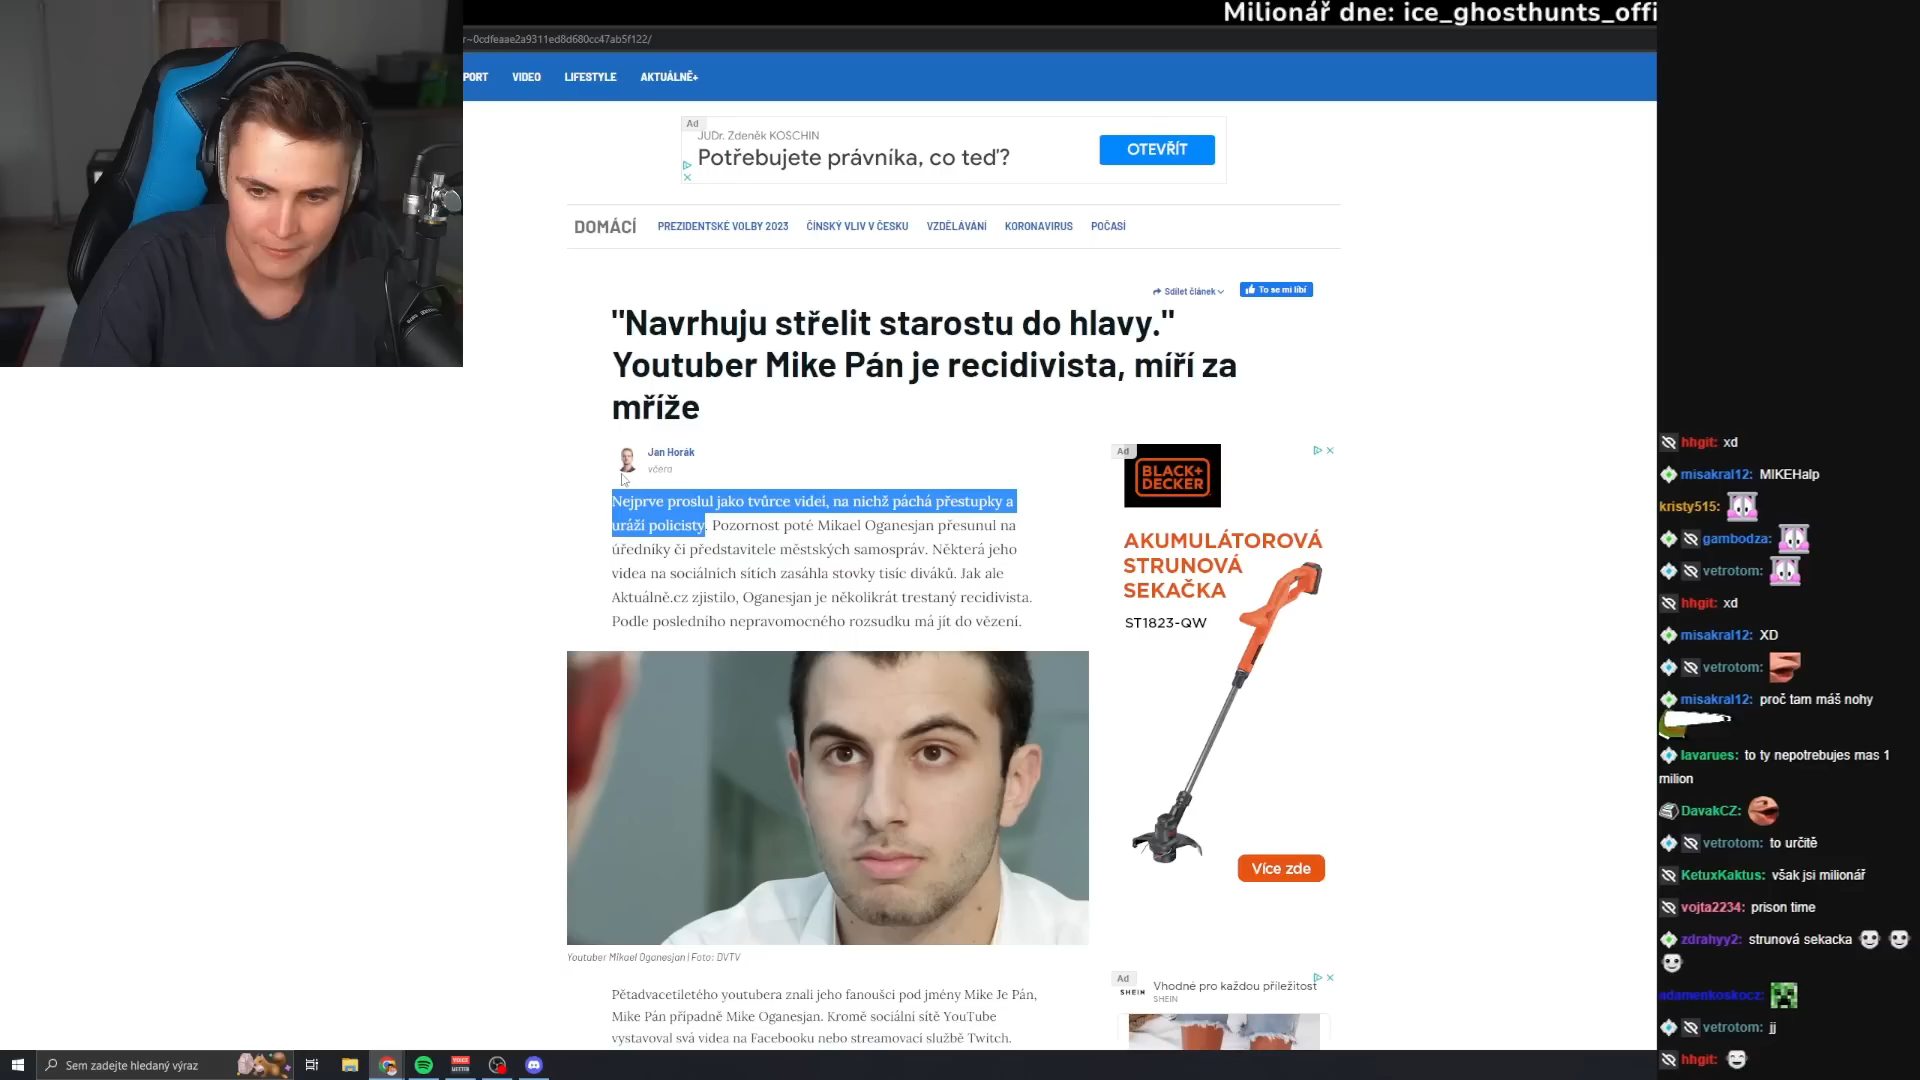 Milionář dne: ice_ghosthunts_offi
r~0cdfeaae2a9311ed8d680cc47ab5f122/
PORT VIDEO LIFESTYLE AKTUÁLNĚ+
Ad
JUDr. Zdeněk KOSCHIN
Potřebujete právníka, co teď?
OTEVŘÍT
DOMÁCÍ PREZIDENTSKÉ VOLBY 2023 ČÍNSKÝ VLIV V ČESKU VZDĚLÁVÁNÍ KORONAVIRUS POČASÍ
Sdílet článek
To se mi líbí
"Navrhuju střelit starostu do hlavy."
Youtuber Mike Pán je recidivista, míří za
mříže
Jan Horák
včera
Nejprve proslul jako tvůrce videí, na nichž páchá přestupky a
uráží policisty. Pozornost poté Mikael Oganesjan přesunul na
úředníky či představitele městských samospráv. Některá jeho
videa na sociálních sítích zasáhla stovky tisíc diváků. Jak ale
Aktuálně.cz zjistilo, Oganesjan je několikrát trestaný recidivista.
Podle posledního nepravomocného rozsudku má jít do vězení.
Youtuber Mikael Oganesjan | Foto: DVTV
Pětadvacetiletého youtubera znali jeho fanoušci pod jmény Mike Je Pán,
Mike Pán případně Mike Oganesjan. Kromě sociální sítě YouTube
vystavoval svá videa na Facebooku nebo streamovací službě Twitch.
Ad
BLACK+
DECKER
AKUMULÁTOROVÁ
STRUNOVÁ
SEKAČKA
ST1823-QW
Více zde
Ad
SHEIN
Vhodné pro každou příležitost
SHEIN
hhgit: xd
misakral12: MIKEHalp
kristy515:
gambodza:
vetrotom:
hhgit: xd
misakral12: XD
vetrotom:
misakral12: proč tam máš nohy
lavarues: to ty nepotrebujes mas 1
milion
DavakCZ:
vetrotom: to určitě
KetuxKaktus: však jsi milionář
vojta2234: prison time
zdrahyy2: strunová sekacka
adamenkoskocz:
vetrotom: jj
hhgit:
Sem zadejte hledaný výraz